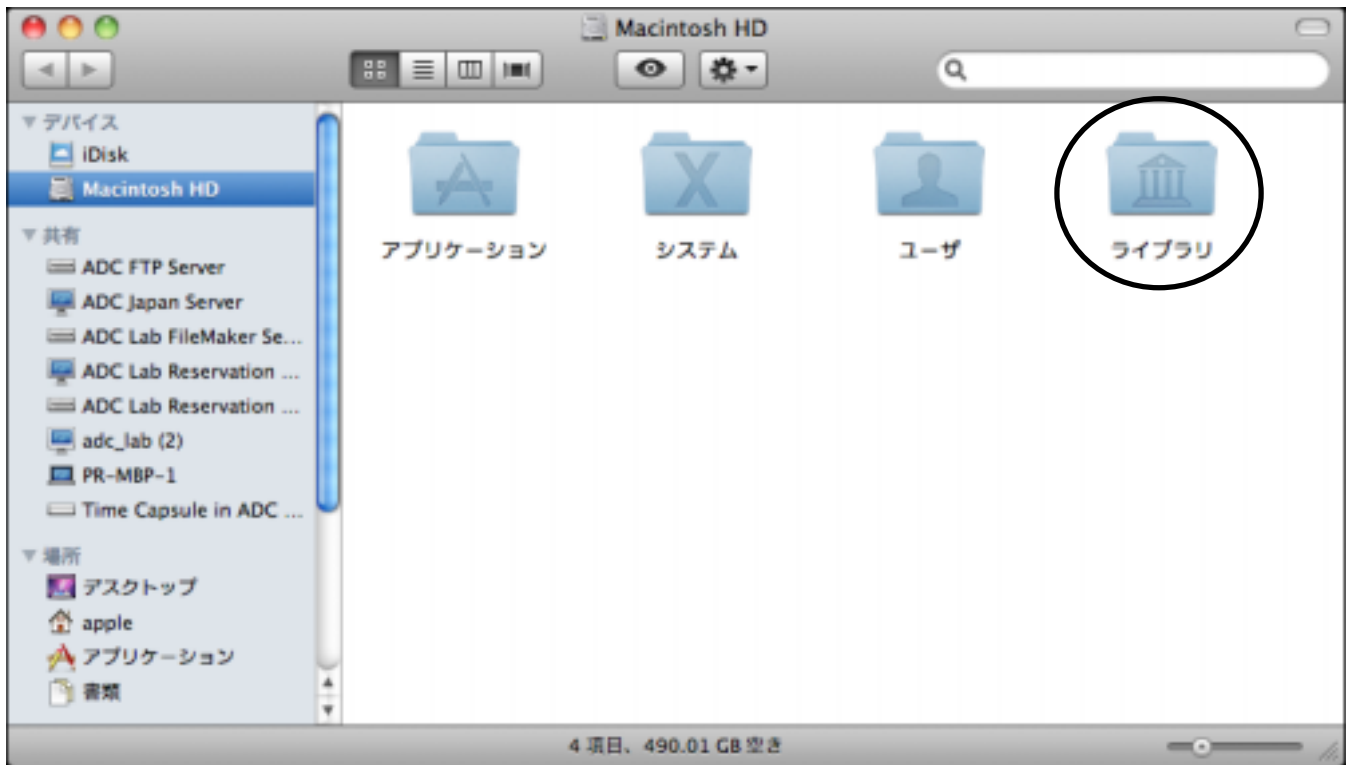 Macintosh HD
デバイス
iDisk
Macintosh HD
共有
ADC FTP Server
ADC Japan Server
ADC Lab FileMaker Se...
ADC Lab Reservation ...
ADC Lab Reservation ...
adc_lab (2)
PR-MBP-1
Time Capsule in ADC ...
場所
デスクトップ
apple
アプリケーション
書類
アプリケーション
システム
ユーザ
ライブラリ
4 項目、490.01 GB 空き